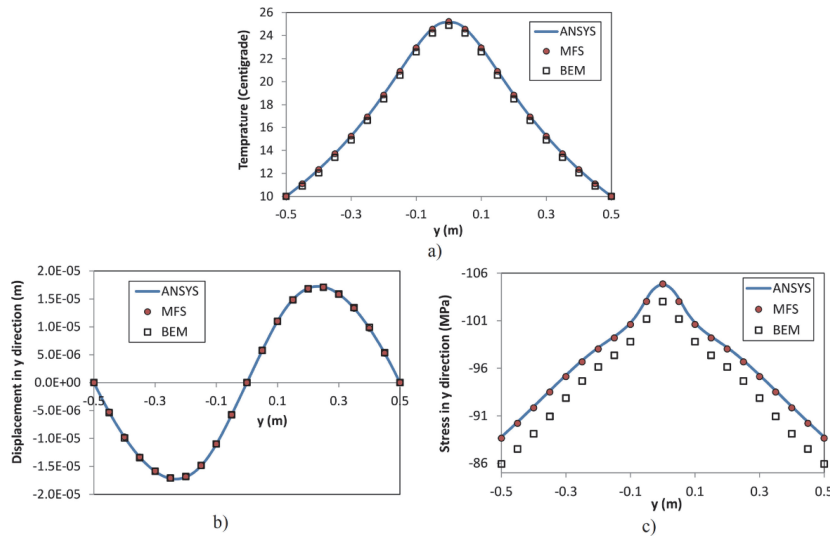 26
24
22
20
18
16
14
12
10
Temprature (Centigrade)
-0.5 -0.3 -0.1 0.1 0.3 0.5
y (m)
ANSYS
MFS
BEM
a)
2.0E-05
1.5E-05
1.0E-05
5.0E-06
0.0E+00
-5.0E-06
-1.0E-05
-1.5E-05
-2.0E-05
Displacement in y direction (m)
-0.5 -0.3 -0.1 0.1 0.3 0.5
y (m)
ANSYS
MFS
BEM
b)
-106
-101
-96
-91
-86
Stress in y direction (MPa)
-0.5 -0.3 -0.1 0.1 0.3 0.5
y (m)
ANSYS
MFS
BEM
c)